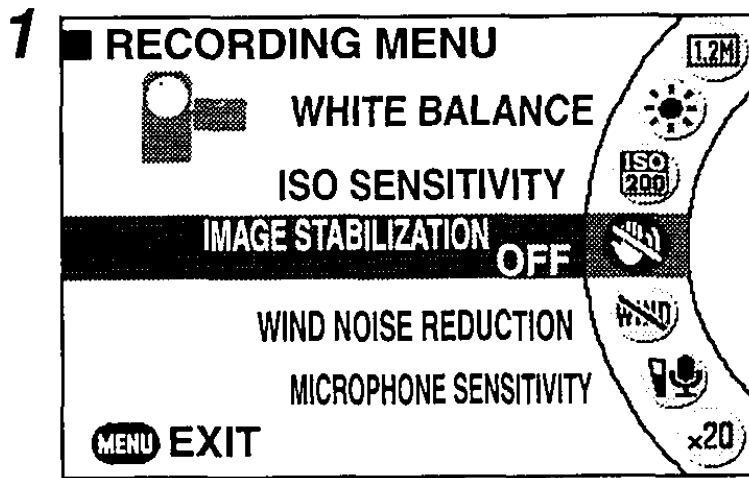 1
■ RECORDING MENU
1.2M
WHITE BALANCE
ISO SENSITIVITY
ISO 200
IMAGE STABILIZATION
OFF
WIND NOISE REDUCTION
WIND
MICROPHONE SENSITIVITY
MENU EXIT
×20